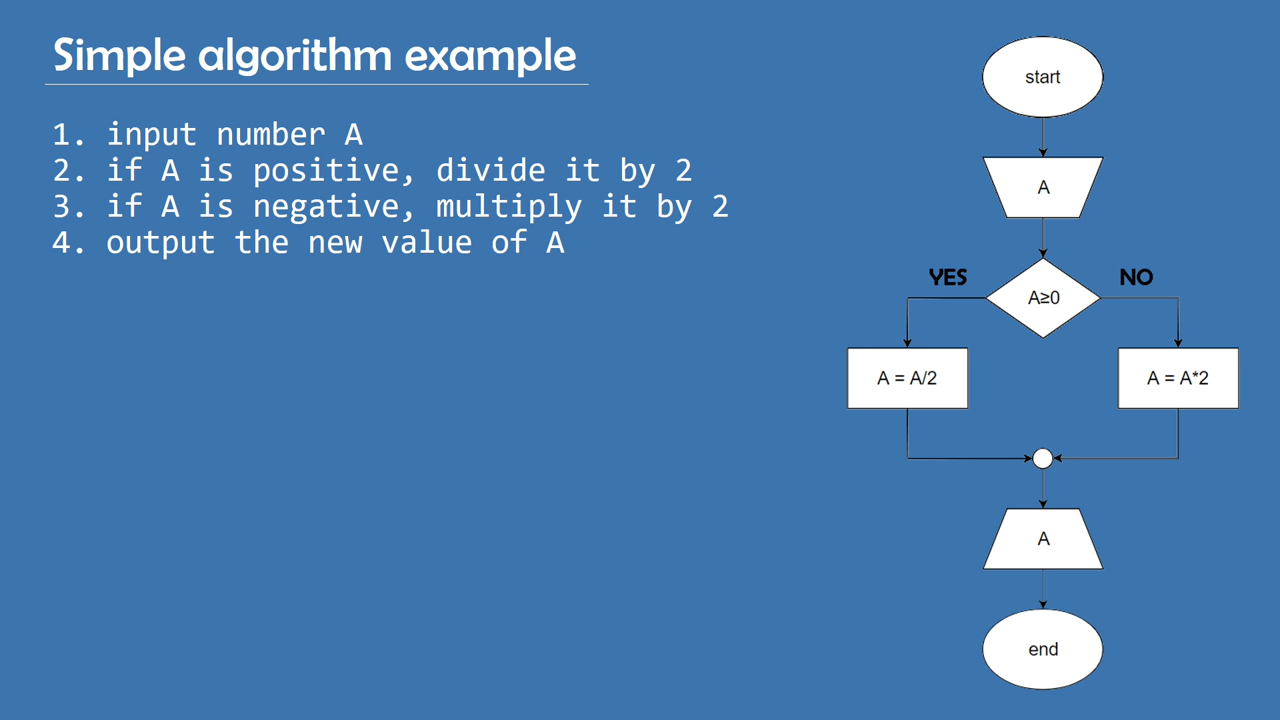 Simple algorithm example
1. input number A
2. if A is positive, divide it by 2
3. if A is negative, multiply it by 2
4. output the new value of A
start
A
YES
A≥0
NO
A = A/2
A = A*2
A
end